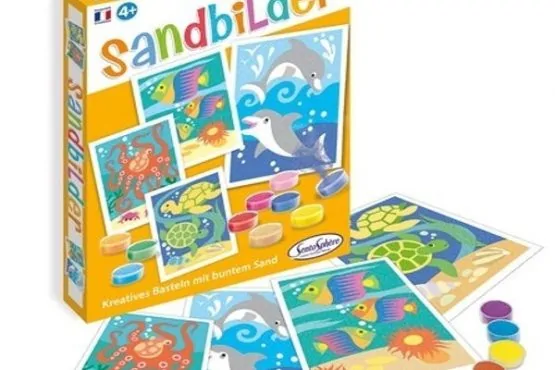 4+
Sandbilder
Sandbilder
SentoSphère
Kreatives Basteln mit buntem Sand